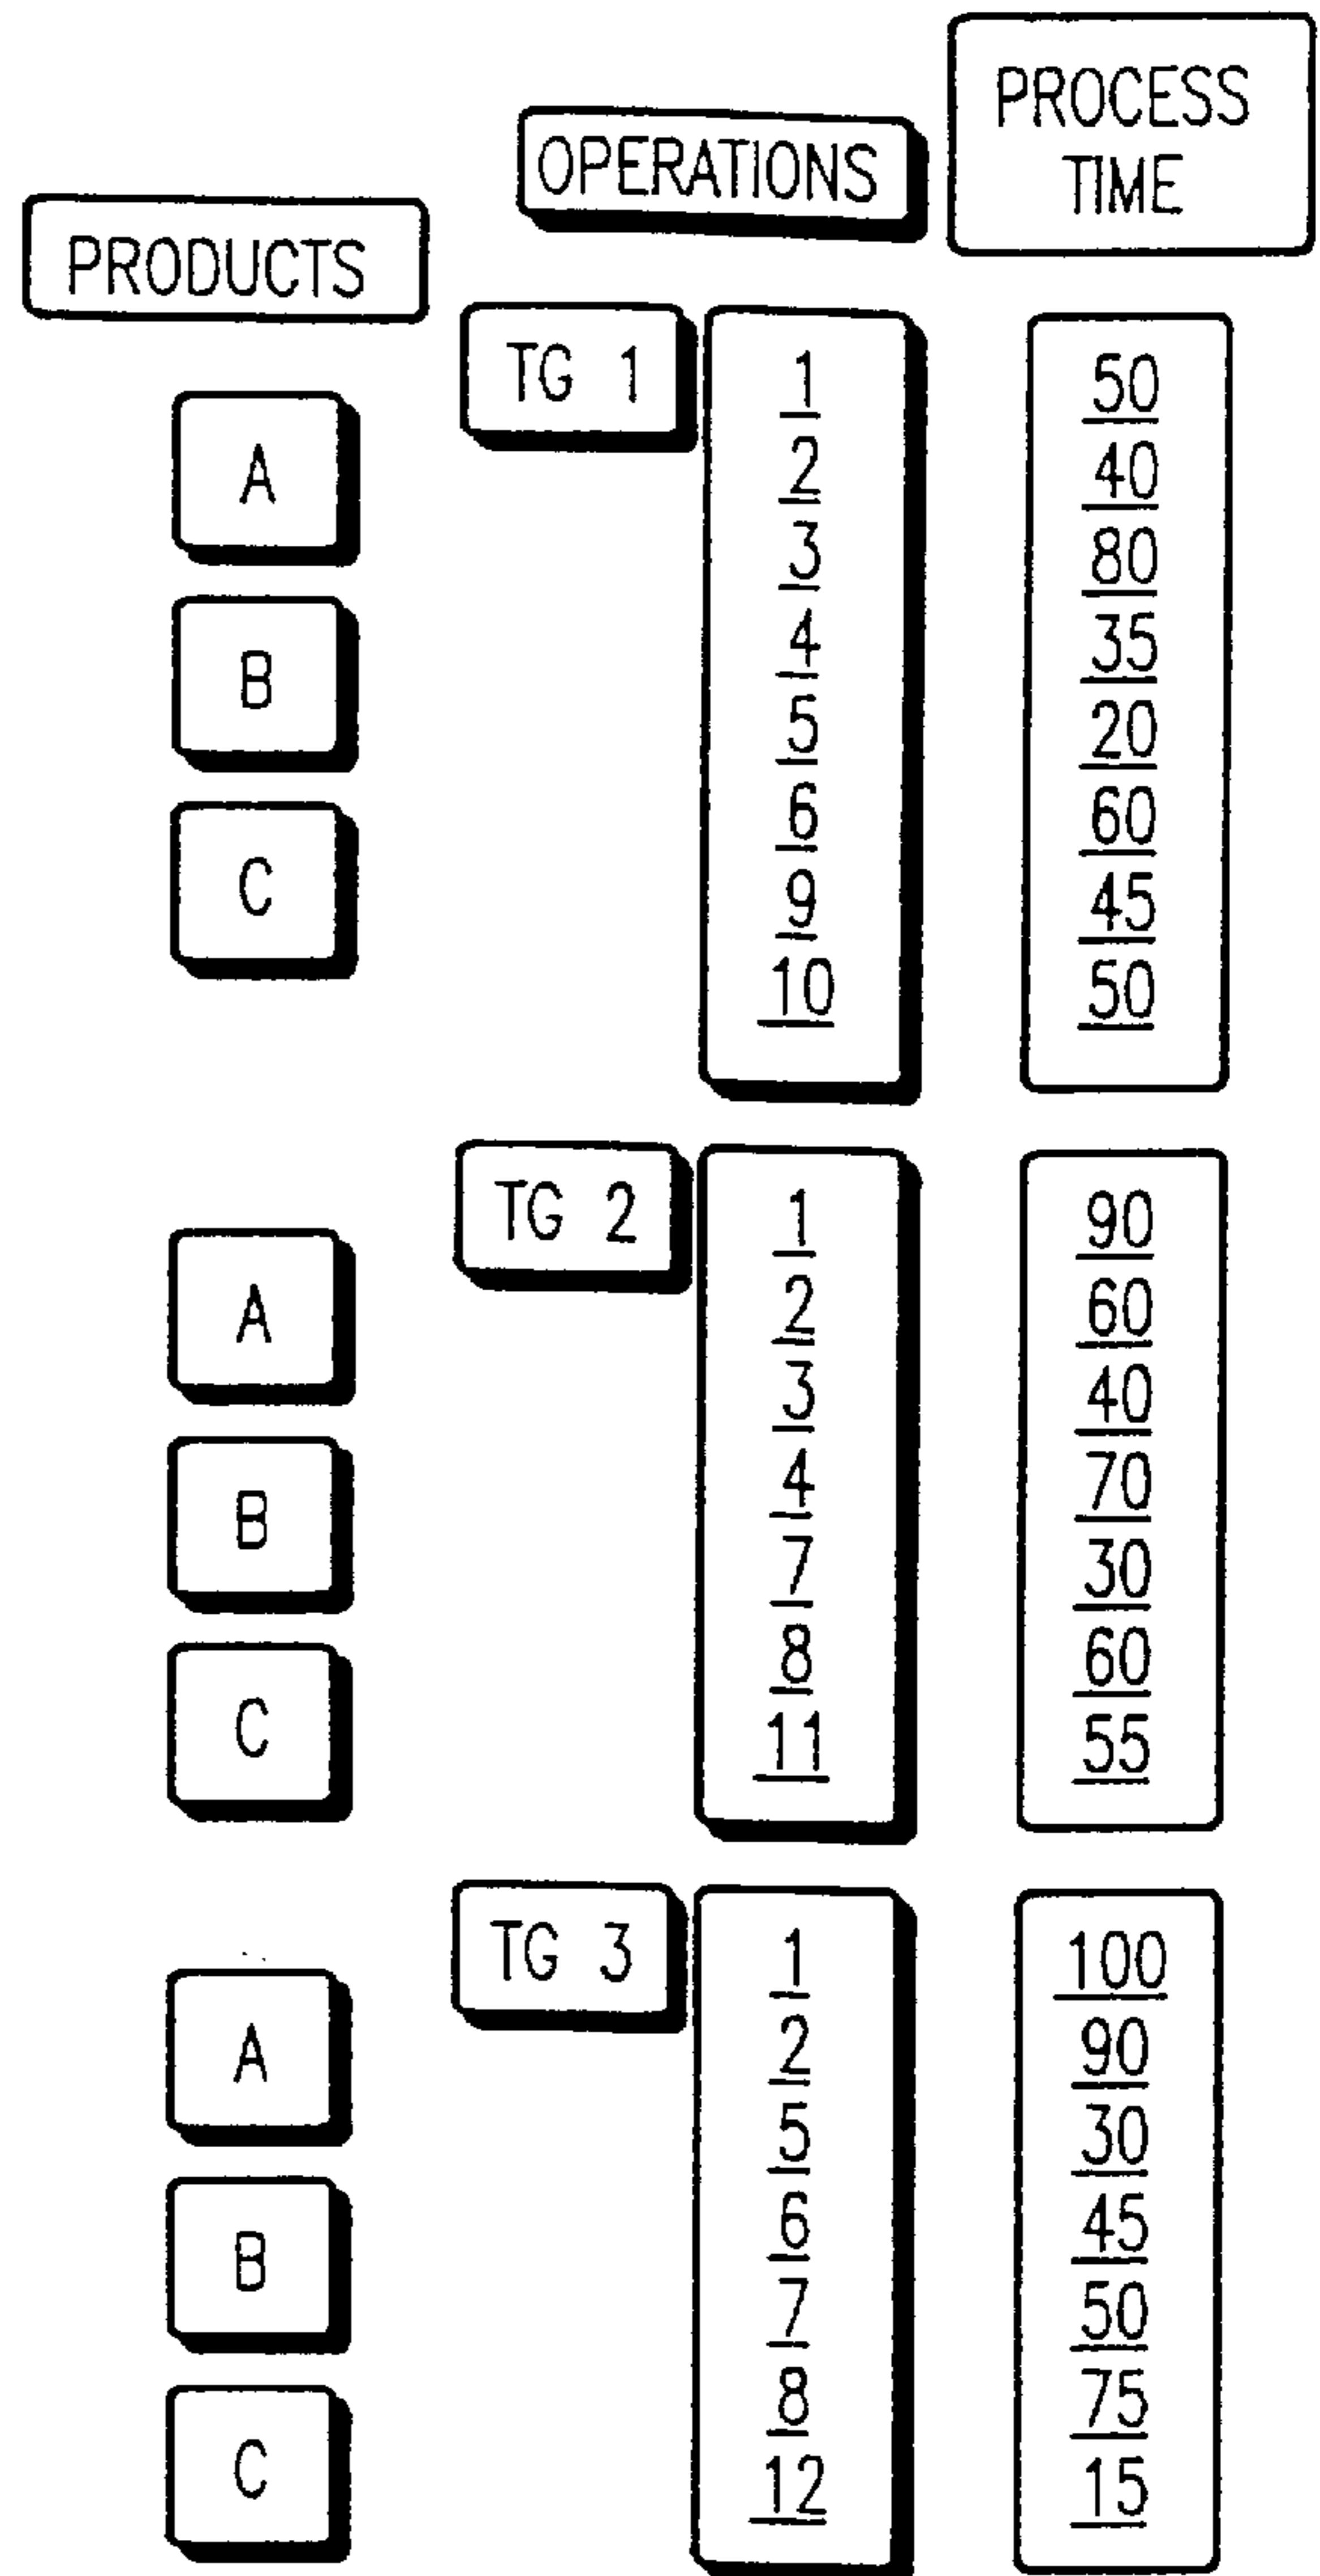 PROCESS
TIME
OPERATIONS
PRODUCTS
TG 1
A
B
C
1 50
2 40
3 80
4 35
5 20
6 60
9 45
10 50
TG 2
A
B
C
1 90
2 60
3 40
4 70
7 30
8 60
11 55
TG 3
A
B
C
1 100
2 90
5 30
6 45
7 50
8 75
12 15